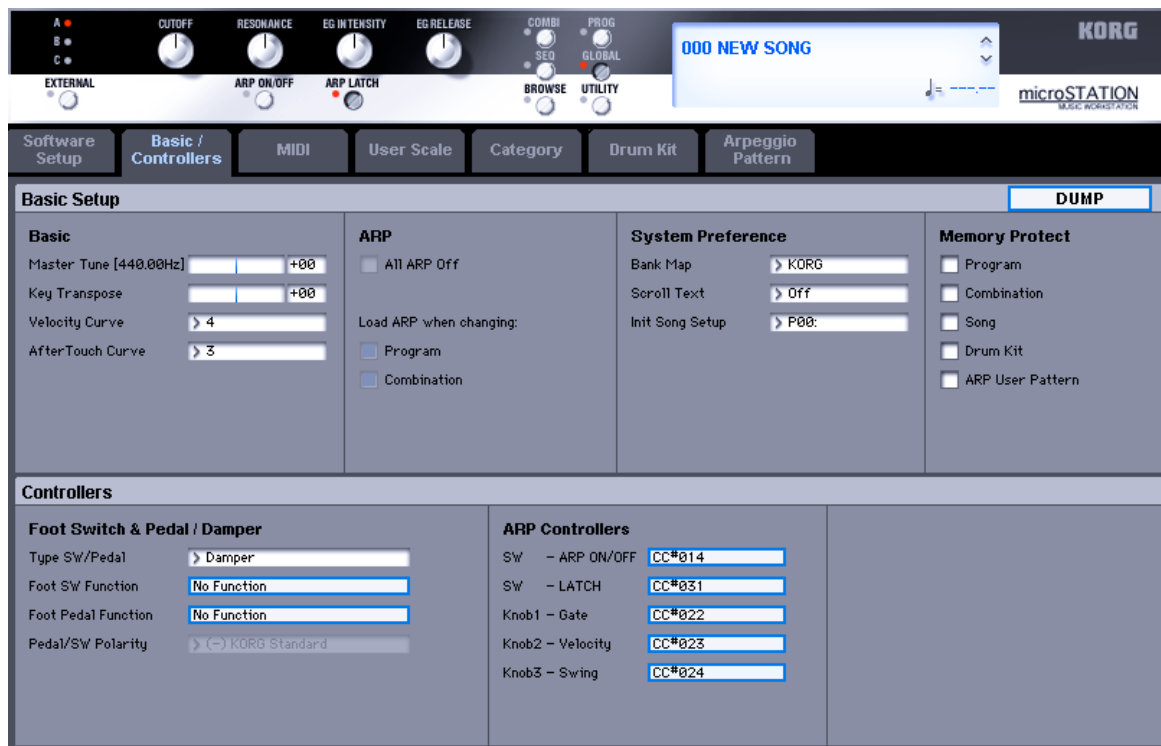 A
B
C
CUTOFF
RESONANCE
EG INTENSITY
EG RELEASE
COMBI
PROG
SEQ
GLOBAL
EXTERNAL
ARP ON/OFF
ARP LATCH
BROWSE
UTILITY
000 NEW SONG
♩= ---.--
KORG
microSTATION
MUSIC WORKSTATION
Software Setup
Basic / Controllers
MIDI
User Scale
Category
Drum Kit
Arpeggio Pattern
Basic Setup
DUMP
Basic
Master Tune [440.00Hz] +00
Key Transpose +00
Velocity Curve > 4
AfterTouch Curve > 3
ARP
All ARP Off
Load ARP when changing:
Program
Combination
System Preference
Bank Map > KORG
Scroll Text > Off
Init Song Setup > P00:
Memory Protect
Program
Combination
Song
Drum Kit
ARP User Pattern
Controllers
Foot Switch & Pedal / Damper
Type SW/Pedal > Damper
Foot SW Function No Function
Foot Pedal Function No Function
Pedal/SW Polarity > (-) KORG Standard
ARP Controllers
SW - ARP ON/OFF CC#014
SW - LATCH CC#031
Knob1 - Gate CC#022
Knob2 - Velocity CC#023
Knob3 - Swing CC#024